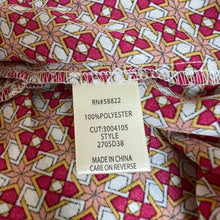 RN#58822
100%POLYESTER
CUT:3004105
STYLE
2705D38
MADE IN CHINA
CARE ON REVERSE